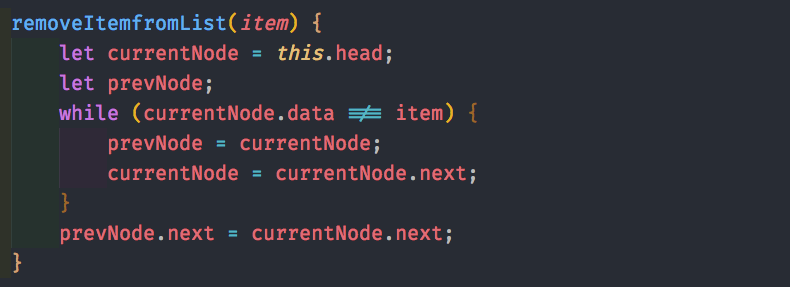 removeItemfromList(item) {
    let currentNode = this.head;
    let prevNode;
    while (currentNode.data !== item) {
        prevNode = currentNode;
        currentNode = currentNode.next;
    }
    prevNode.next = currentNode.next;
}